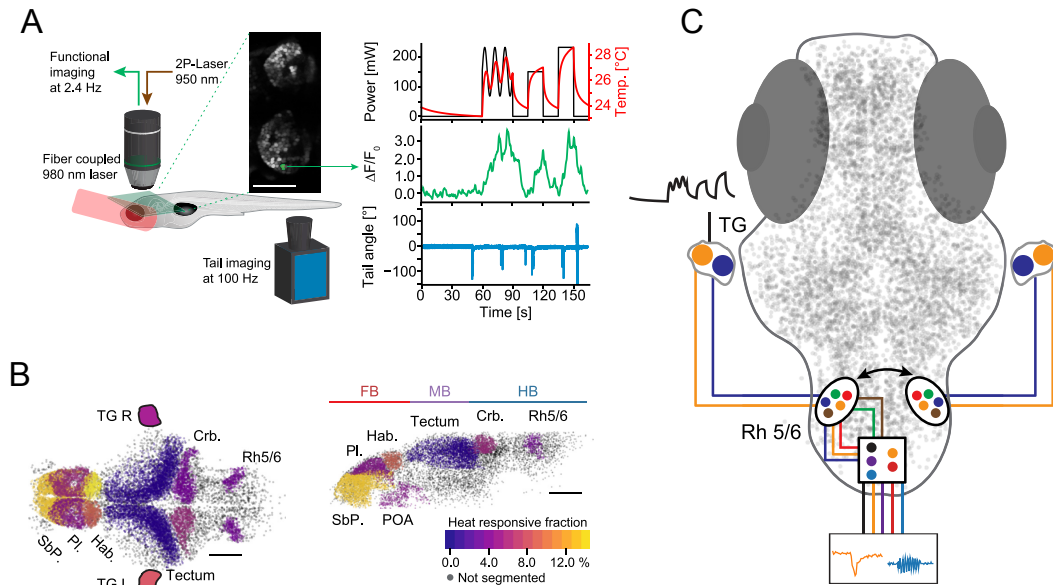 A
Functional
imaging
at 2.4 Hz
2P-Laser
950 nm
Fiber coupled
980 nm laser
Tail imaging
at 100 Hz
Power [mW]
200
100
0
28
26
24
Temp. [°C]
ΔF/F0
3.0
2.0
1.0
0.0
Tail angle [°]
100
0
−100
0 30 60 90 120 150
Time [s]
B
TG R
Crb.
Rh5/6
SbP.
Pl.
Hab.
TG L
Tectum
FB MB HB
Tectum
Crb.
Rh5/6
Hab.
Pl.
SbP.
POA
Heat responsive fraction
0.0 4.0 8.0 12.0 %
Not segmented
C
TG
Rh 5/6